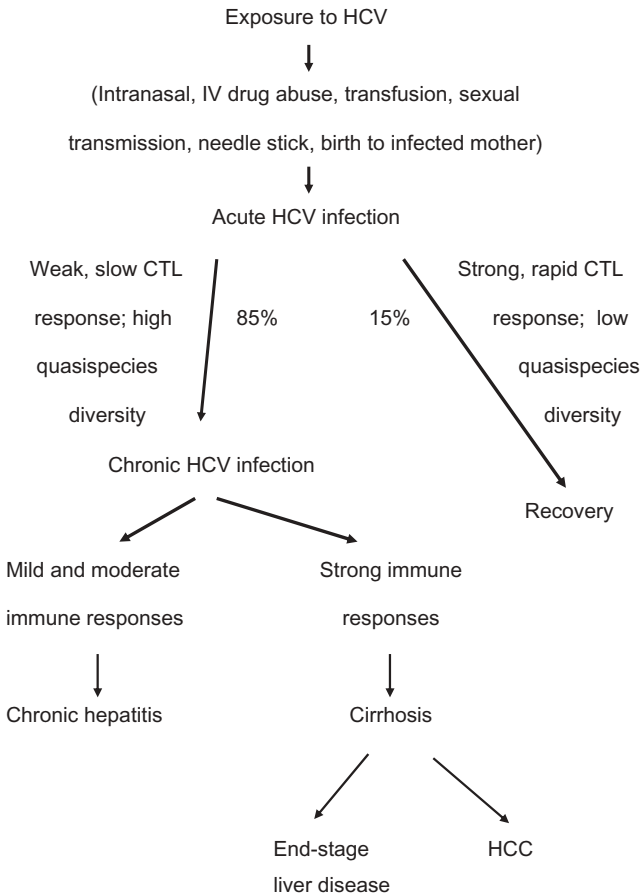 Exposure to HCV
(Intranasal, IV drug abuse, transfusion, sexual
transmission, needle stick, birth to infected mother)
Acute HCV infection
Weak, slow CTL
response; high
quasispecies
diversity
85%
15%
Strong, rapid CTL
response; low
quasispecies
diversity
Chronic HCV infection
Recovery
Mild and moderate
immune responses
Strong immune
responses
Chronic hepatitis
Cirrhosis
End-stage
liver disease
HCC